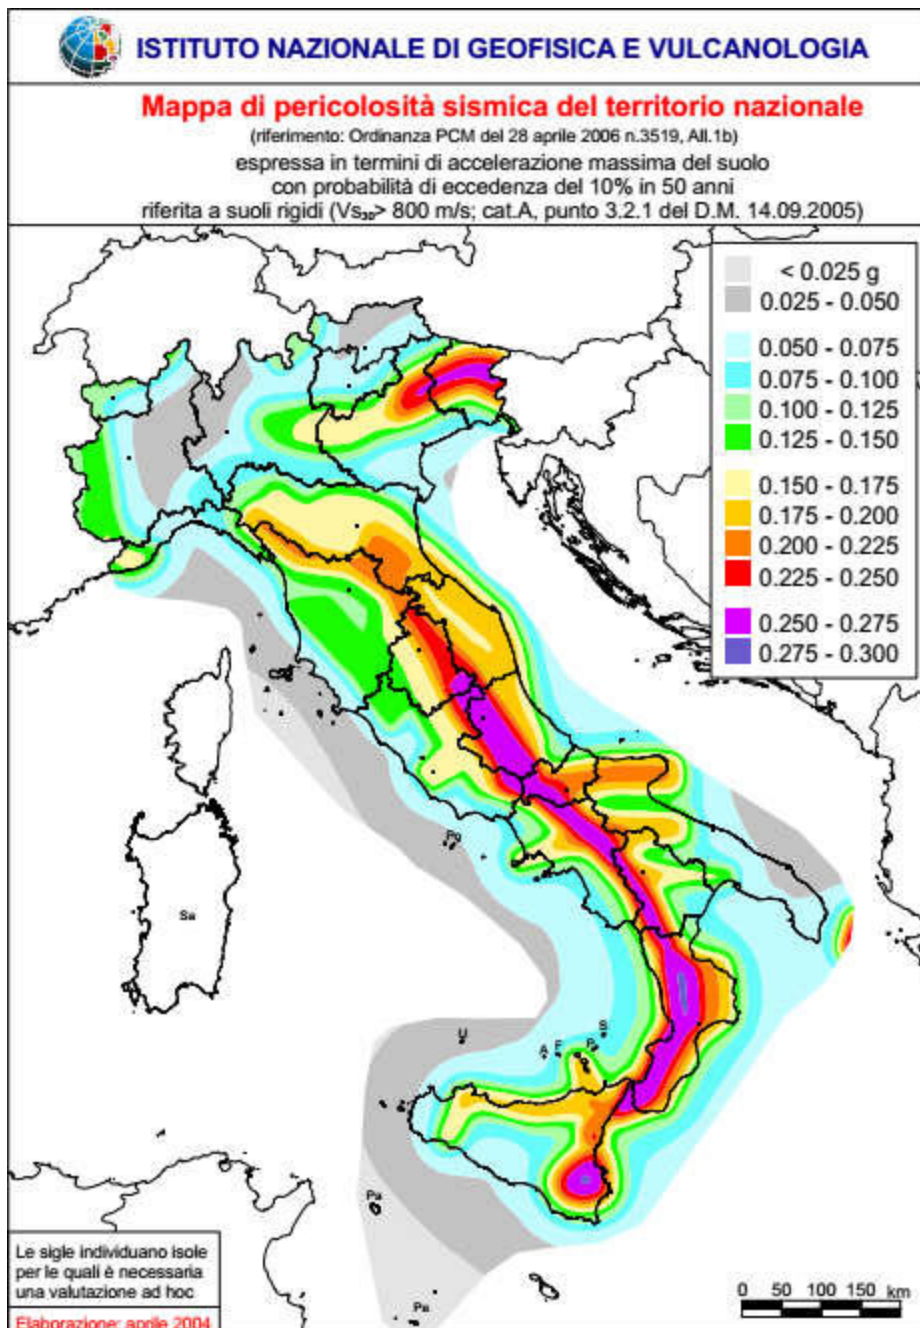 ISTITUTO NAZIONALE DI GEOFISICA E VULCANOLOGIA
Mappa di pericolosità sismica del territorio nazionale
(riferimento: Ordinanza PCM del 28 aprile 2006 n.3519, All.1b)
espressa in termini di accelerazione massima del suolo
con probabilità di eccedenza del 10% in 50 anni
riferita a suoli rigidi (Vs₃₀> 800 m/s; cat.A, punto 3.2.1 del D.M. 14.09.2005)
< 0.025 g
0.025 - 0.050
0.050 - 0.075
0.075 - 0.100
0.100 - 0.125
0.125 - 0.150
0.150 - 0.175
0.175 - 0.200
0.200 - 0.225
0.225 - 0.250
0.250 - 0.275
0.275 - 0.300
Po
Sa
U
A
F
P
S
Pa
Pe
Le sigle individuano isole
per le quali è necessaria
una valutazione ad hoc
Elaborazione: aprile 2004
0 50 100 150 km